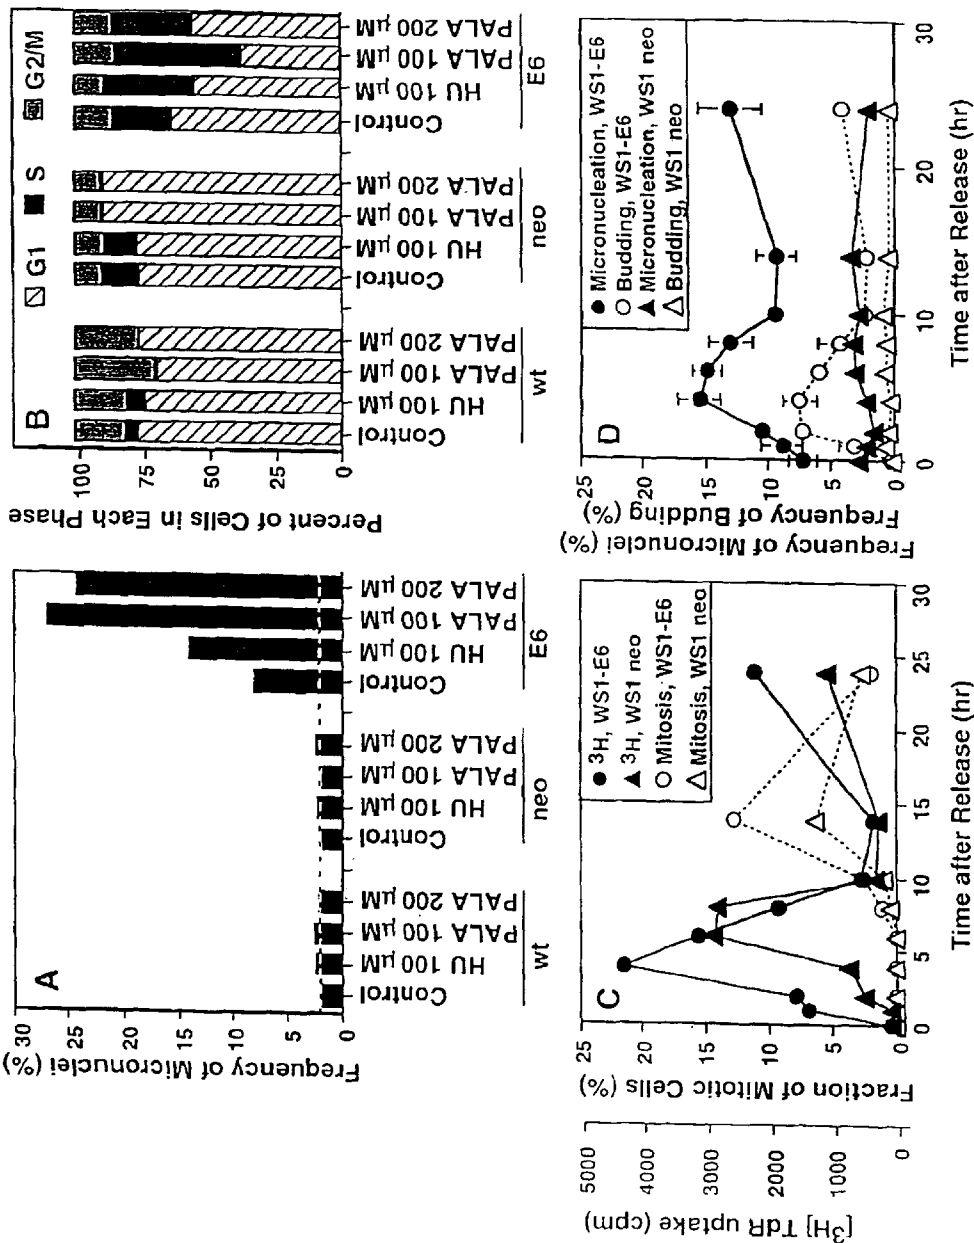 A
30
25
20
15
10
5
0
Frequency of Micronuclei (%)
Control
HU 100 μM
PALA 100 μM
PALA 200 μM
wt
Control
HU 100 μM
PALA 100 μM
PALA 200 μM
neo
Control
HU 100 μM
PALA 100 μM
PALA 200 μM
E6
B
G1
S
G2/M
100
75
50
25
0
Percent of Cells in Each Phase
Control
HU 100 μM
PALA 100 μM
PALA 200 μM
wt
Control
HU 100 μM
PALA 100 μM
PALA 200 μM
neo
Control
HU 100 μM
PALA 100 μM
PALA 200 μM
E6
C
³H, WS1-E6
³H, WS1 neo
Mitosis, WS1-E6
Mitosis, WS1 neo
5000
4000
3000
2000
1000
0
[³H] TdR uptake (cpm)
25
20
15
10
5
0
Fraction of Mitotic Cells (%)
0
5
10
15
20
25
30
Time after Release (hr)
D
Micronucleation, WS1-E6
Budding, WS1-E6
Micronucleation, WS1 neo
Budding, WS1 neo
25
20
15
10
5
0
Frequency of Micronuclei (%)
Frequency of Budding (%)
0
10
20
30
Time after Release (hr)